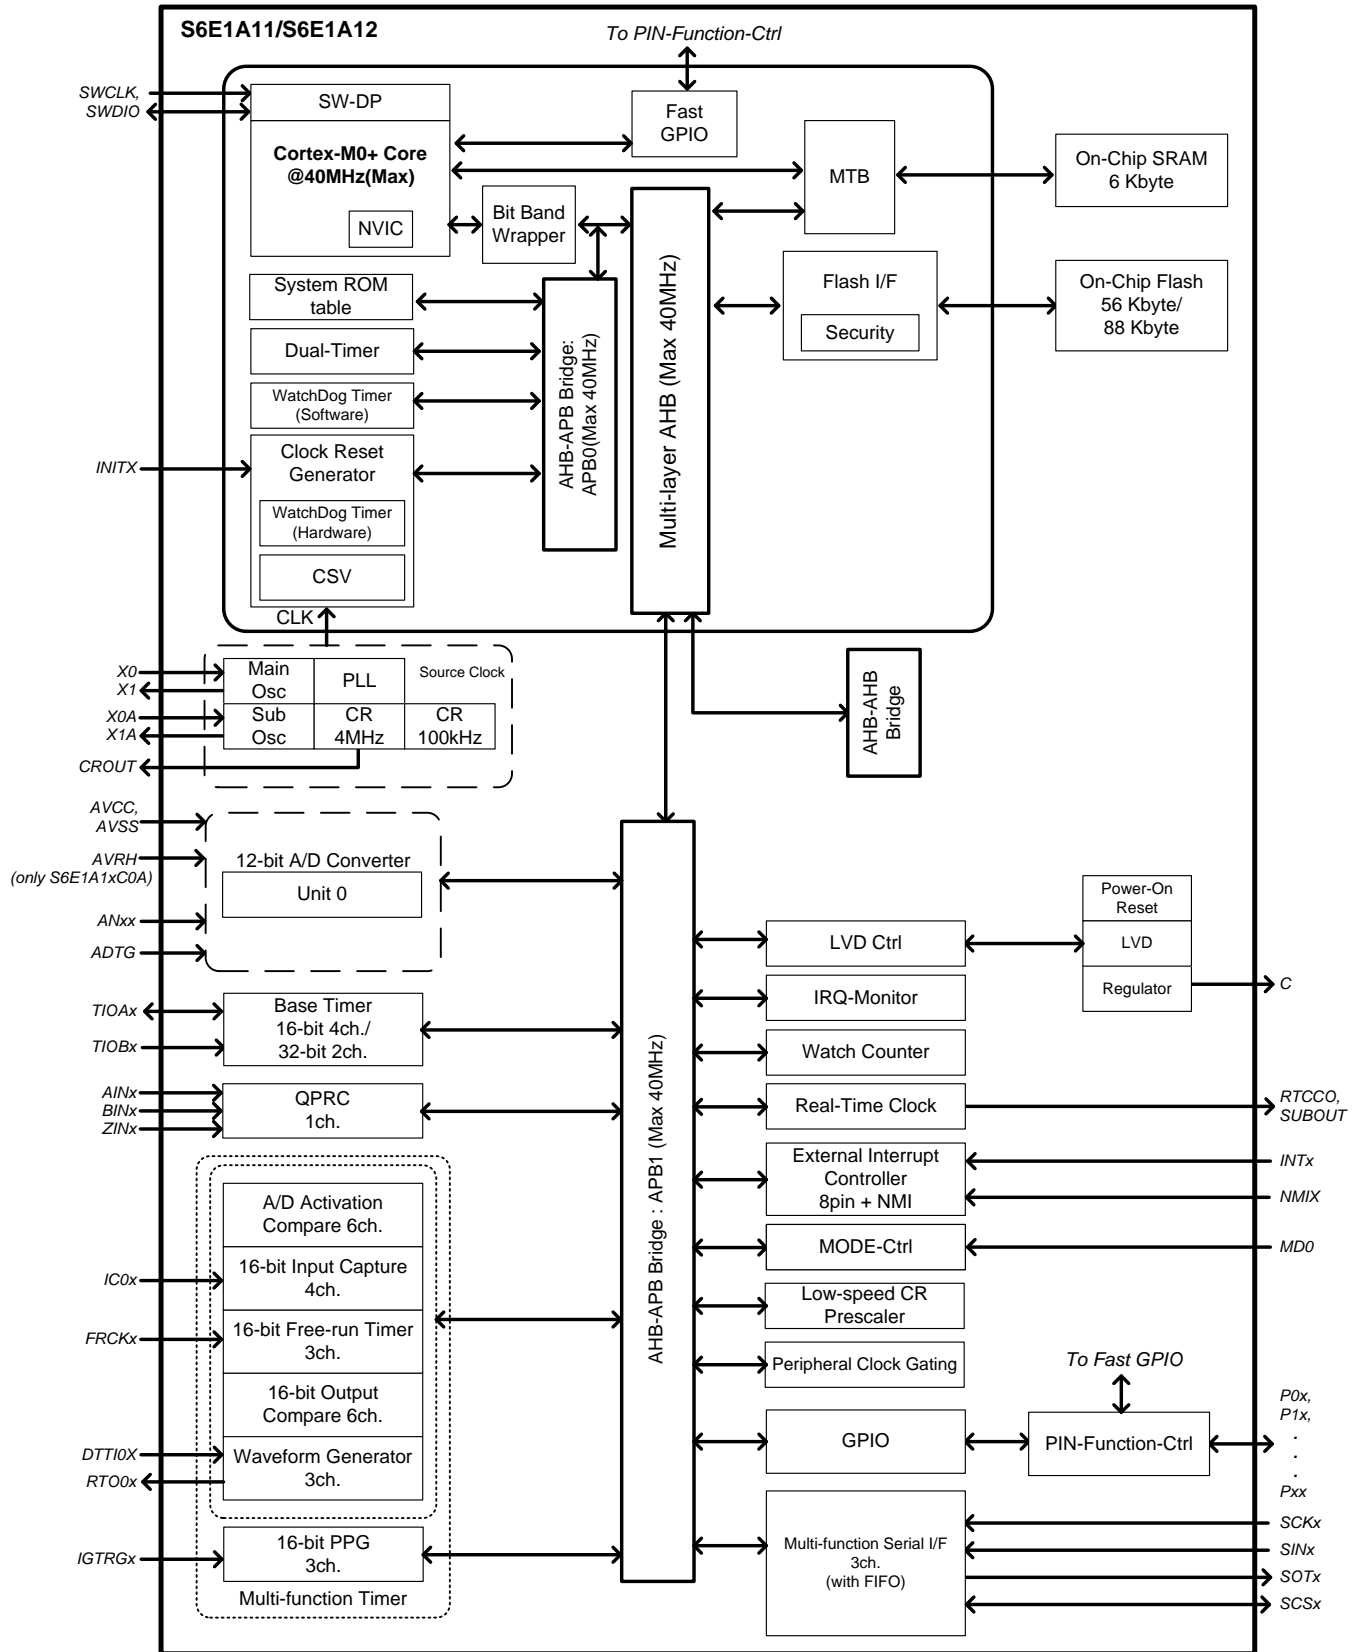 S6E1A11/S6E1A12
To PIN-Function-Ctrl
SWCLK,
SWDIO
SW-DP
Cortex-M0+ Core
@40MHz(Max)
NVIC
Fast
GPIO
MTB
On-Chip SRAM
6 Kbyte
Bit Band
Wrapper
Multi-layer AHB (Max 40MHz)
Flash I/F
Security
On-Chip Flash
56 Kbyte/
88 Kbyte
System ROM
table
Dual-Timer
WatchDog Timer
(Software)
AHB-APB Bridge:
APB0(Max 40MHz)
INITX
Clock Reset
Generator
WatchDog Timer
(Hardware)
CSV
CLK
X0
X1
X0A
X1A
CROUT
Main
Osc
PLL
Source Clock
Sub
Osc
CR
4MHz
CR
100kHz
AHB-AHB
Bridge
AVCC,
AVSS
AVRH
(only S6E1A1xC0A)
ANxx
ADTG
12-bit A/D Converter
Unit 0
TIOAx
TIOBx
Base Timer
16-bit 4ch./
32-bit 2ch.
AINx
BINx
ZINx
QPRC
1ch.
A/D Activation
Compare 6ch.
IC0x
16-bit Input Capture
4ch.
FRCKx
16-bit Free-run Timer
3ch.
16-bit Output
Compare 6ch.
DTTI0X
RTO0x
Waveform Generator
3ch.
IGTRGx
16-bit PPG
3ch.
Multi-function Timer
AHB-APB Bridge : APB1 (Max 40MHz)
LVD Ctrl
Power-On
Reset
LVD
Regulator
C
IRQ-Monitor
Watch Counter
Real-Time Clock
RTCCO,
SUBOUT
External Interrupt
Controller
8pin + NMI
INTx
NMIX
MODE-Ctrl
MD0
Low-speed CR
Prescaler
Peripheral Clock Gating
To Fast GPIO
GPIO
PIN-Function-Ctrl
P0x,
P1x,
.
.
.
Pxx
Multi-function Serial I/F
3ch.
(with FIFO)
SCKx
SINx
SOTx
SCSx